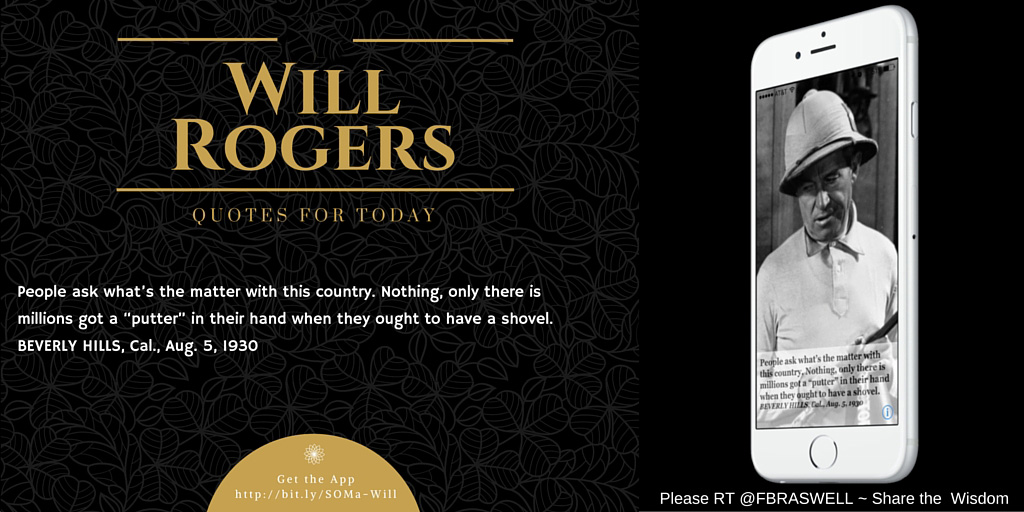 WILL
ROGERS
QUOTES FOR TODAY
People ask what's the matter with this country. Nothing, only there is
millions got a “putter” in their hand when they ought to have a shovel.
BEVERLY HILLS, Cal., Aug. 5, 1930
Get the App
http://bit.ly/SOMa-Will
AT&T
People ask what's the matter with
this country. Nothing, only there is
millions got a “putter” in their hand
when they ought to have a shovel.
BEVERLY HILLS, Cal., Aug. 5, 1930
Please RT @FBRASWELL ~ Share the Wisdom